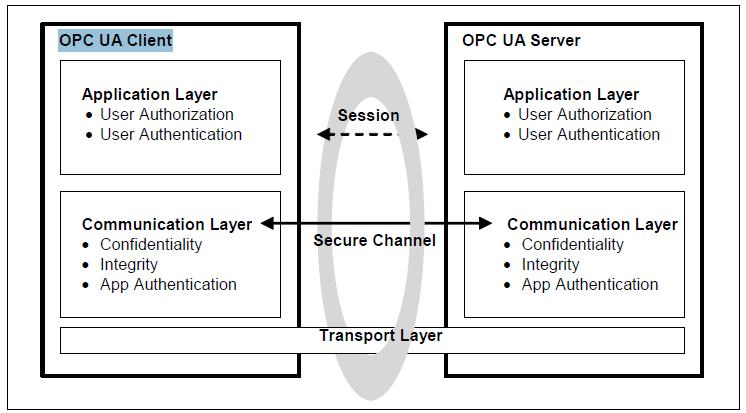 OPC UA Client
Application Layer
• User Authorization
• User Authentication
Communication Layer
• Confidentiality
• Integrity
• App Authentication
Session
Secure Channel
Transport Layer
OPC UA Server
Application Layer
• User Authorization
• User Authentication
Communication Layer
• Confidentiality
• Integrity
• App Authentication